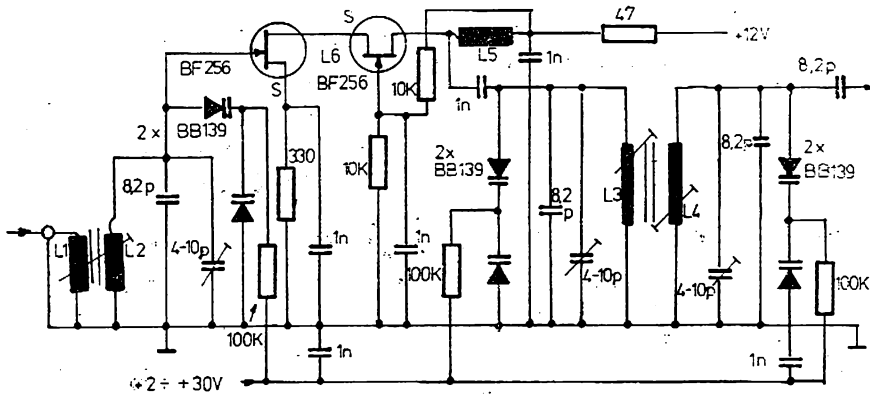 S
L6
BF256
BF256
S
2x
BB139
8,2p
L1
L2
4-10p
100K
330
10K
1n
1n
1n
10K
L5
1n
1n
47
+12V
2x
BB139
100K
8,2
p
4-10p
L3
L4
4-10p
8,2p
8,2p
2x
BB139
100K
1n
+2÷ +30V